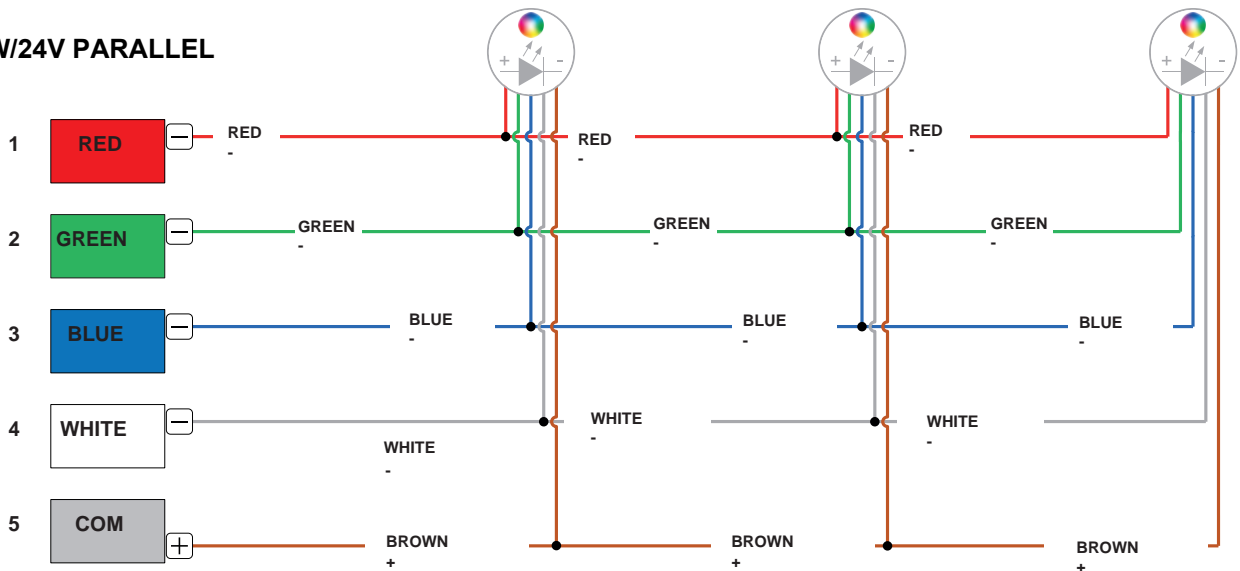 W/24V PARALLEL
+ -
+ -
+ -
1 RED − RED RED RED
- - -
2 GREEN − GREEN GREEN GREEN
- - -
3 BLUE − BLUE BLUE BLUE
- - -
4 WHITE − WHITE WHITE
- -
WHITE
-
5 COM + BROWN BROWN BROWN
+ + +